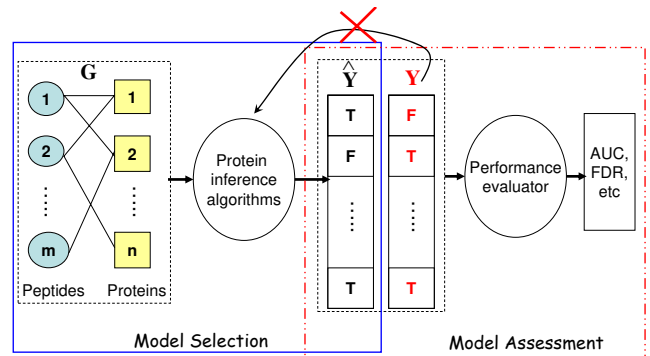 G
1
2
m
1
2
n
Peptides
Proteins
Protein
inference
algorithms
Ŷ
Y
T
F
F
T
T
T
Performance
evaluator
AUC,
FDR,
etc
Model Selection
Model Assessment